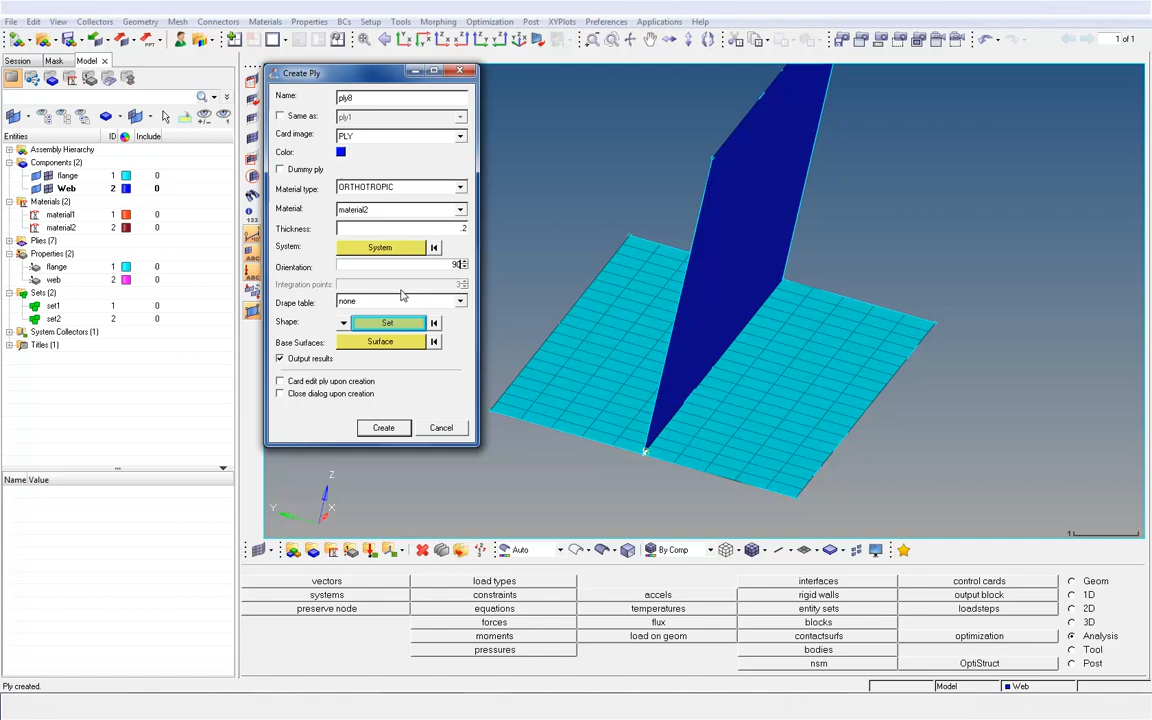 File Edit View Collectors Geometry Mesh Connectors Materials Properties BCs Setup Tools Morphing Optimization Post XYPlots Preferences Applications Help
1 of 1
Session Mask Model
Entities ID Include
Assembly Hierarchy
Components (2)
flange 1 0
Web 2 0
Materials (2)
material1 1 0
material2 2 0
Plies (7)
Properties (2)
flange 1 0
web 2 0
Sets (2)
set1 1 0
set2 2 0
System Collectors (1)
Titles (1)
Name Value
Create Ply
Name: ply8
Same as: ply1
Card image: PLY
Color:
Dummy ply
Material type: ORTHOTROPIC
Material: material2
Thickness: .2
System: System
Orientation: 90
Integration points: 3
Drape table: none
Shape: Set
Base Surfaces: Surface
Output results
Card edit ply upon creation
Close dialog upon creation
Create Cancel
123
ABC
ABC
Z
Y
X
1
Auto By Comp
vectors load types interfaces control cards Geom
systems constraints accels rigid walls output block 1D
preserve node equations temperatures entity sets loadsteps 2D
forces flux blocks 3D
moments load on geom contactsurfs optimization Analysis
pressures bodies Tool
nsm OptiStruct Post
Ply created. Model Web